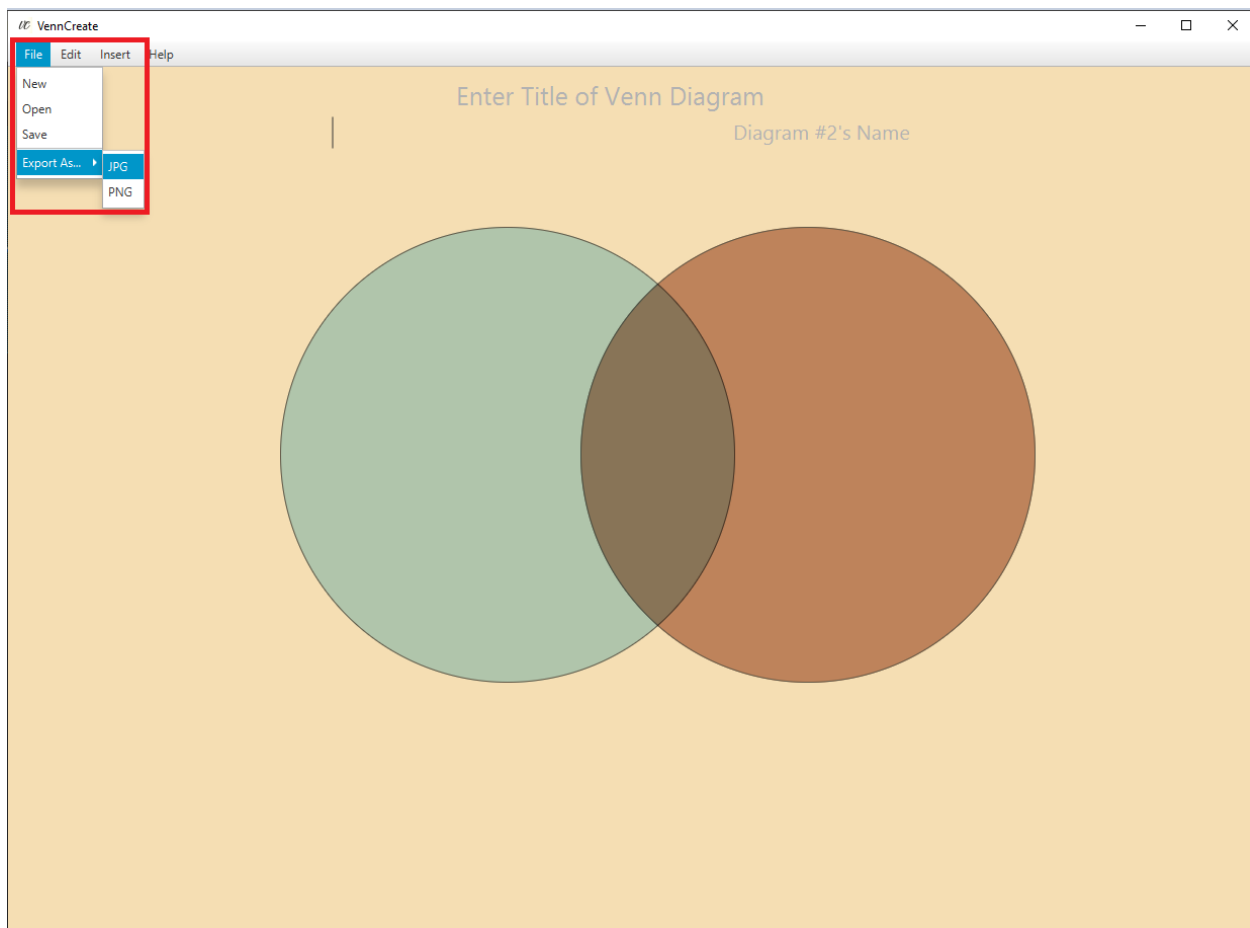 VC VennCreate
File Edit Insert Help
New
Open
Save
Export As...
JPG
PNG
Enter Title of Venn Diagram
Diagram #2's Name